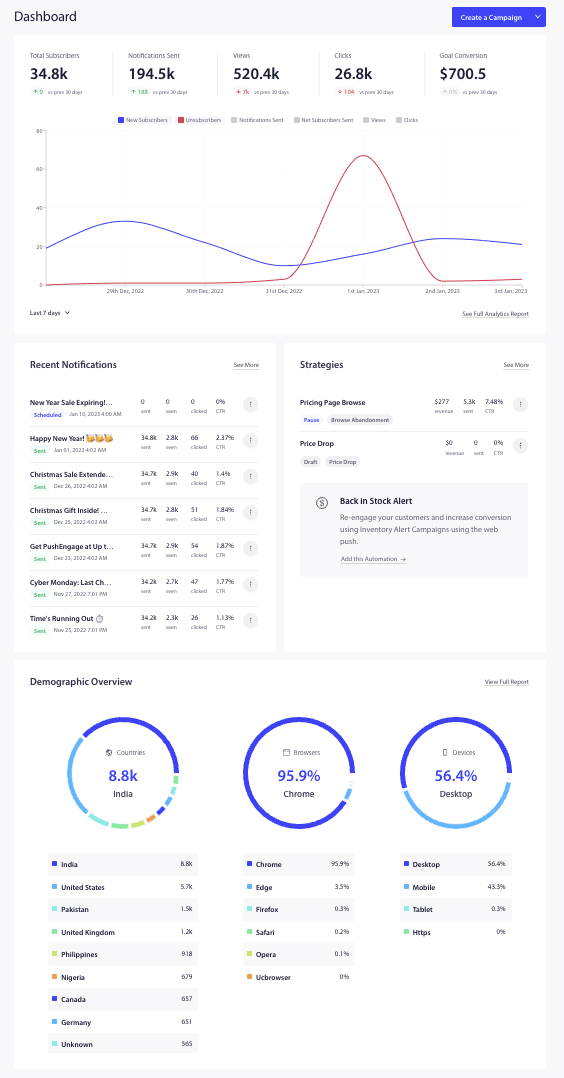 Dashboard
Create a Campaign
Total Subscribers
34.8k
0 vs prev 30 days
Notifications Sent
194.5k
188 vs prev 30 days
Views
520.4k
7k vs prev 30 days
Clicks
26.8k
104 vs prev 30 days
Goal Conversion
$700.5
0% vs prev 30 days
New Subscribers Unsubscribers Notifications Sent Net Subscribers Sent Views Clicks
80
60
40
20
0
29th Dec, 2022 30th Dec, 2022 31st Dec, 2022 1st Jan, 2023 2nd Jan, 2023 3rd Jan, 2023
Last 7 days
See Full Analytics Report
Recent Notifications See More
New Year Sale Expiring!... 0 0 0 0%
Scheduled Jan 10, 2023 4:00 AM sent seen clicked CTR
Happy New Year! 🥳🥳🥳 34.8k 2.8k 66 2.37%
Sent Jan 01, 2023 4:02 AM sent seen clicked CTR
Christmas Sale Extende... 34.7k 2.9k 40 1.4%
Sent Dec 26, 2022 4:02 AM sent seen clicked CTR
Christmas Gift Inside! ... 34.7k 2.8k 51 1.84%
Sent Dec 25, 2022 4:02 AM sent seen clicked CTR
Get PushEngage at Up t... 34.7k 2.9k 54 1.87%
Sent Dec 23, 2022 4:02 AM sent seen clicked CTR
Cyber Monday: Last Ch... 34.2k 2.7k 47 1.77%
Sent Nov 27, 2022 7:01 PM sent seen clicked CTR
Time's Running Out ⏱️ 34.2k 2.3k 26 1.13%
Sent Nov 25, 2022 7:01 PM sent seen clicked CTR
Strategies See More
Pricing Page Browse $277 5.3k 7.48%
revenue sent CTR
Pause Browse Abandonment
Price Drop $0 0 0%
revenue sent CTR
Draft Price Drop
Back in Stock Alert
Re-engage your customers and increase conversion
using Inventory Alert Campaigns using the web
push.
Add this Automation →
Demographic Overview View Full Report
Countries
8.8k
India
Browsers
95.9%
Chrome
Devices
56.4%
Desktop
India 8.8k
United States 5.7k
Pakistan 1.5k
United Kingdom 1.2k
Philippines 918
Nigeria 679
Canada 657
Germany 651
Unknown 565
Chrome 95.9%
Edge 3.5%
Firefox 0.3%
Safari 0.2%
Opera 0.1%
Ucbrowser 0%
Desktop 56.4%
Mobile 43.3%
Tablet 0.3%
Https 0%